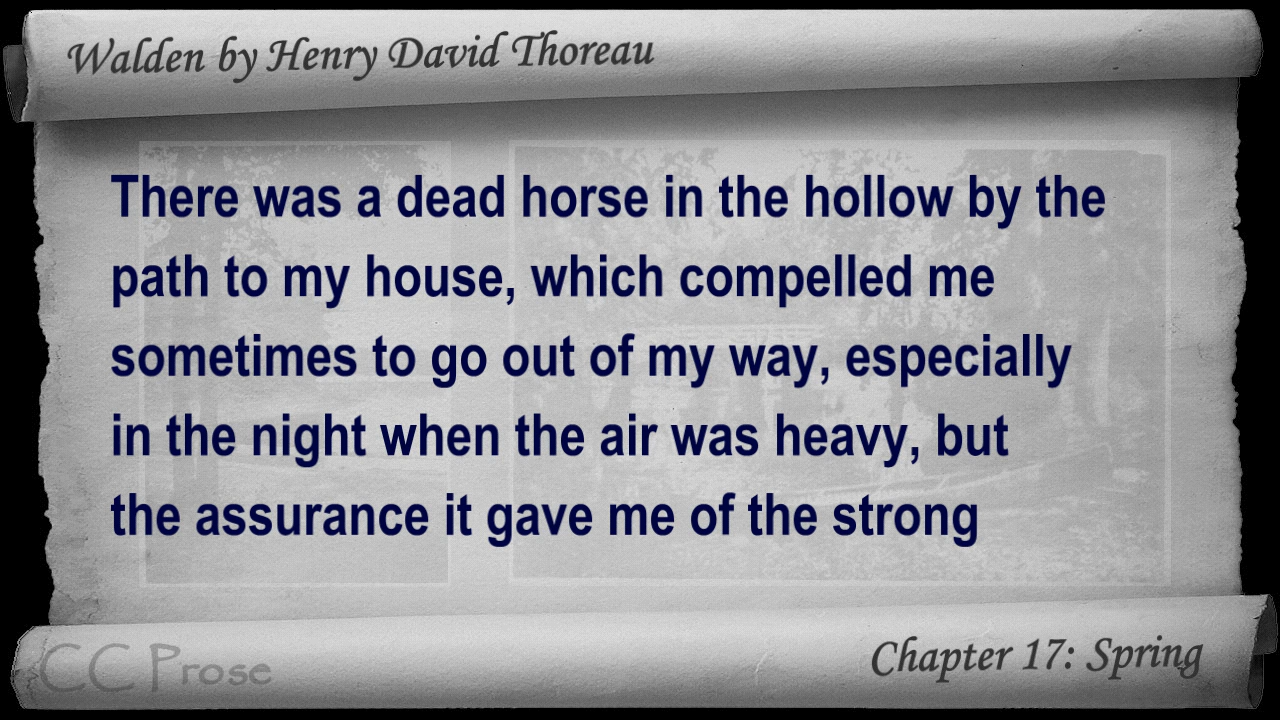 Walden by Henry David Thoreau
There was a dead horse in the hollow by the
path to my house, which compelled me
sometimes to go out of my way, especially
in the night when the air was heavy, but
the assurance it gave me of the strong
CC Prose
Chapter 17: Spring